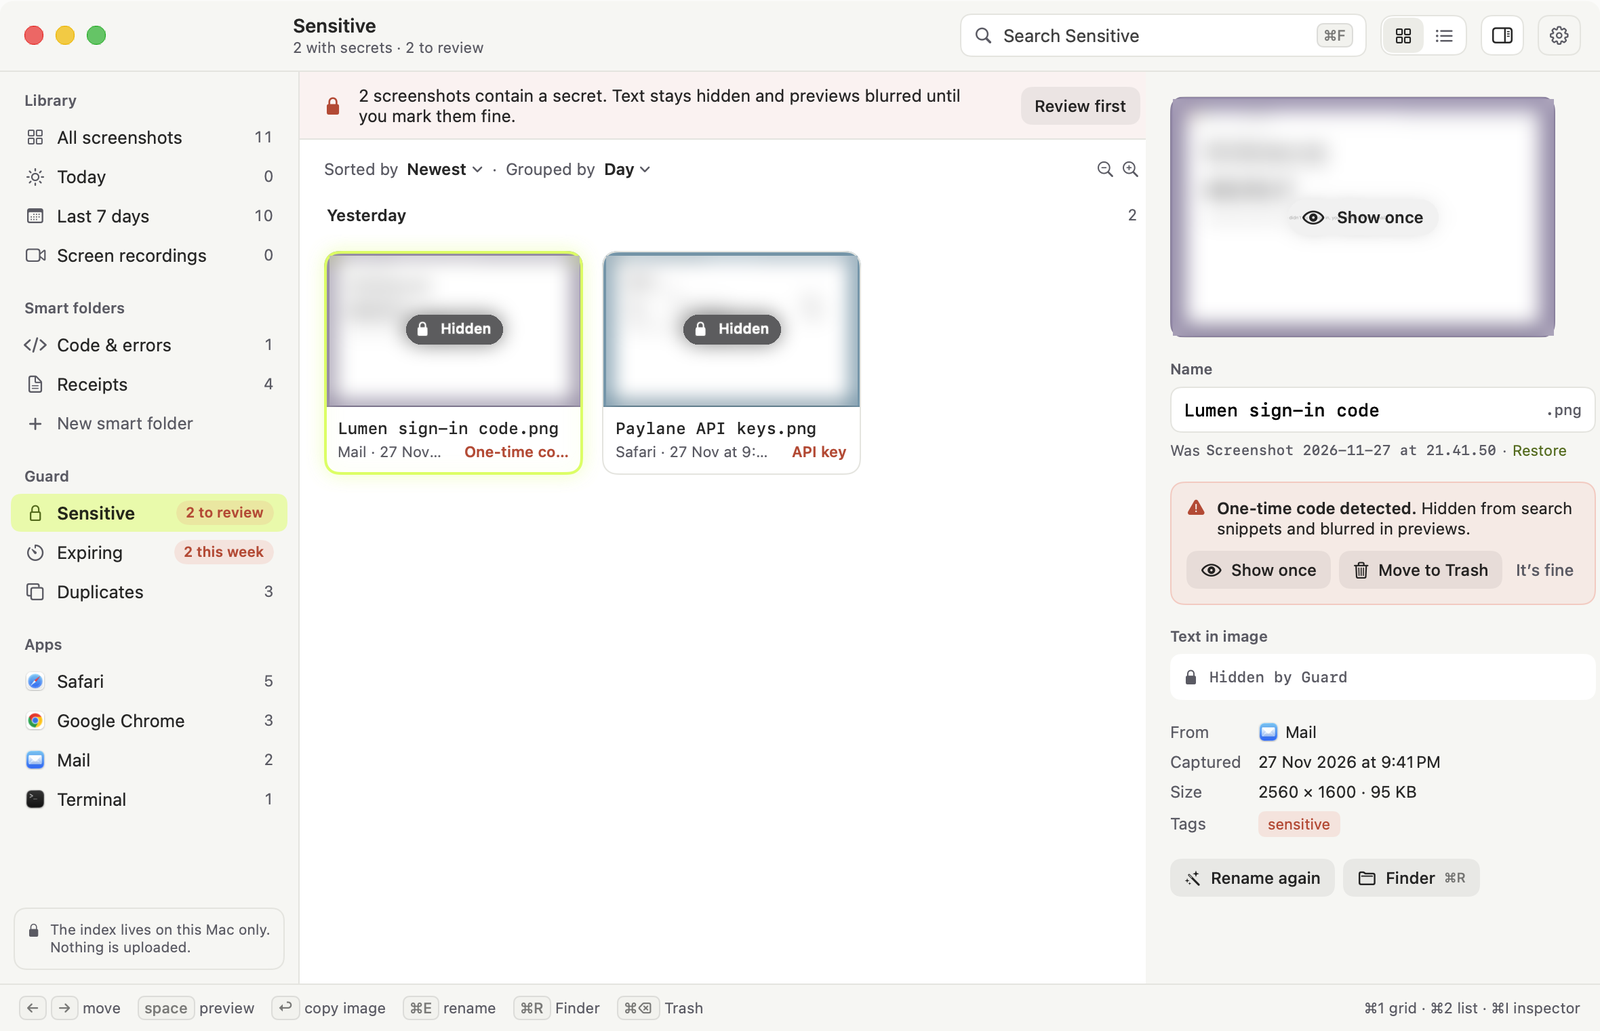 Sensitive
2 with secrets · 2 to review
Search Sensitive
⌘F
Library
All screenshots 11
Today 0
Last 7 days 10
Screen recordings 0
Smart folders
Code & errors 1
Receipts 4
New smart folder
Guard
Sensitive 2 to review
Expiring 2 this week
Duplicates 3
Apps
Safari 5
Google Chrome 3
Mail 2
Terminal 1
The index lives on this Mac only.
Nothing is uploaded.
2 screenshots contain a secret. Text stays hidden and previews blurred until
you mark them fine.
Review first
Sorted by Newest · Grouped by Day
Yesterday 2
Hidden
Lumen sign-in code.png
Mail · 27 Nov... One-time co...
Hidden
Paylane API keys.png
Safari · 27 Nov at 9:... API key
Show once
Name
Lumen sign-in code .png
Was Screenshot 2026-11-27 at 21.41.50 · Restore
One-time code detected. Hidden from search
snippets and blurred in previews.
Show once Move to Trash It's fine
Text in image
Hidden by Guard
From Mail
Captured 27 Nov 2026 at 9:41 PM
Size 2560 × 1600 · 95 KB
Tags sensitive
Rename again Finder ⌘R
← → move space preview ↩ copy image ⌘E rename ⌘R Finder ⌘⌫ Trash
⌘1 grid · ⌘2 list · ⌘I inspector